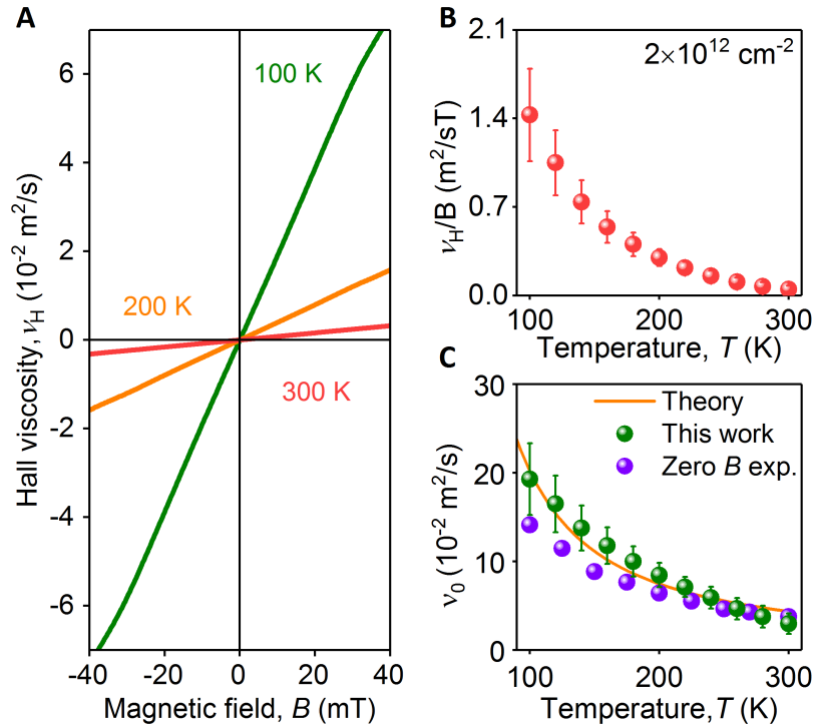 A
Hall viscosity, νH (10-2 m2/s)
6
4
2
0
-2
-4
-6
100 K
200 K
300 K
-40
-20
0
20
40
Magnetic field, B (mT)
B
νH/B (m2/sT)
2.1
1.4
0.7
0.0
2×1012 cm-2
100
200
300
Temperature, T (K)
C
ν0 (10-2 m2/s)
30
20
10
0
Theory
This work
Zero B exp.
100
200
300
Temperature, T (K)